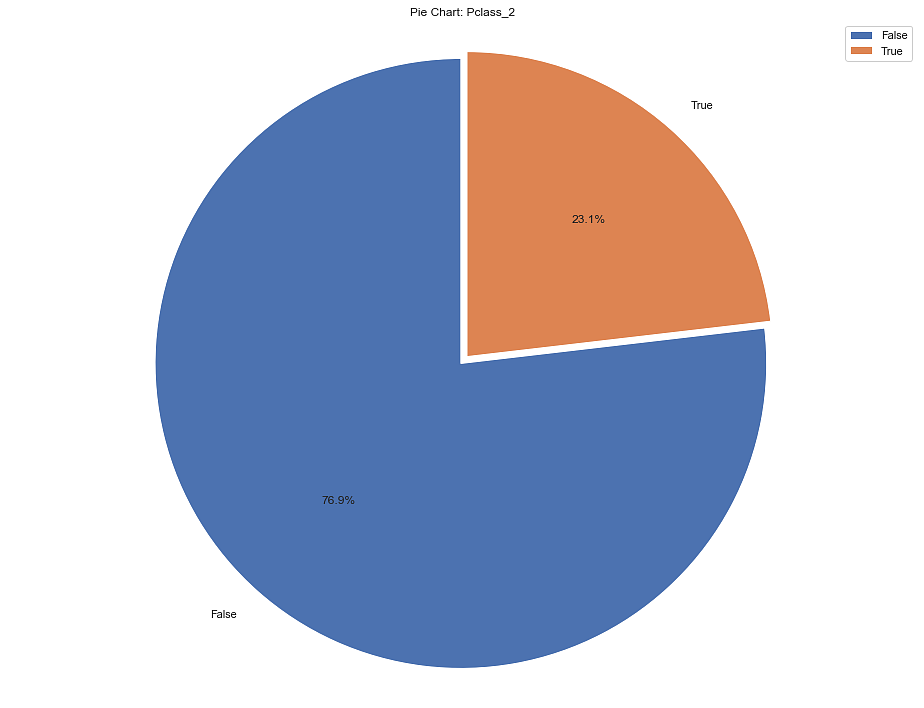 Pie Chart: Pclass_2
False
True
True
23.1%
76.9%
False